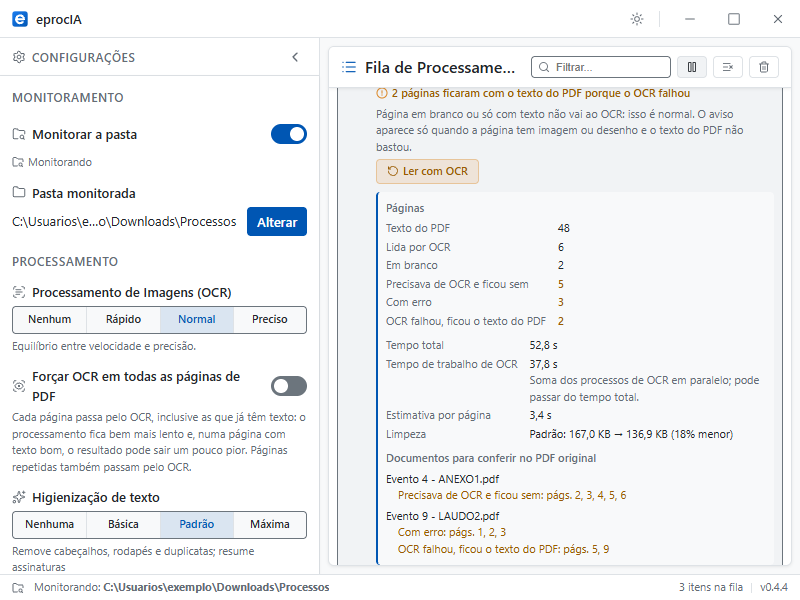 eprocIA
CONFIGURAÇÕES
MONITORAMENTO
Monitorar a pasta
Monitorando
Pasta monitorada
C:\Usuarios\e...o\Downloads\Processos
Alterar
PROCESSAMENTO
Processamento de Imagens (OCR)
Nenhum Rápido Normal Preciso
Equilíbrio entre velocidade e precisão.
Forçar OCR em todas as páginas de
PDF
Cada página passa pelo OCR, inclusive as que já têm texto: o
processamento fica bem mais lento e, numa página com
texto bom, o resultado pode sair um pouco pior. Páginas
repetidas também passam pelo OCR.
Higienização de texto
Nenhuma Básica Padrão Máxima
Remove cabeçalhos, rodapés e duplicatas; resume
assinaturas
Fila de Processame...
Filtrar...
2 páginas ficaram com o texto do PDF porque o OCR falhou
Página em branco ou só com texto não vai ao OCR: isso é normal. O aviso
aparece só quando a página tem imagem ou desenho e o texto do PDF não
bastou.
Ler com OCR
Páginas
Texto do PDF 48
Lida por OCR 6
Em branco 2
Precisava de OCR e ficou sem 5
Com erro 3
OCR falhou, ficou o texto do PDF 2
Tempo total 52,8 s
Tempo de trabalho de OCR 37,8 s
Soma dos processos de OCR em paralelo; pode
passar do tempo total.
Estimativa por página 3,4 s
Limpeza Padrão: 167,0 KB → 136,9 KB (18% menor)
Documentos para conferir no PDF original
Evento 4 - ANEXO1.pdf
Precisava de OCR e ficou sem: págs. 2, 3, 4, 5, 6
Evento 9 - LAUDO2.pdf
Com erro: págs. 1, 2, 3
OCR falhou, ficou o texto do PDF: págs. 5, 9
Monitorando: C:\Usuarios\exemplo\Downloads\Processos
3 itens na fila v0.4.4